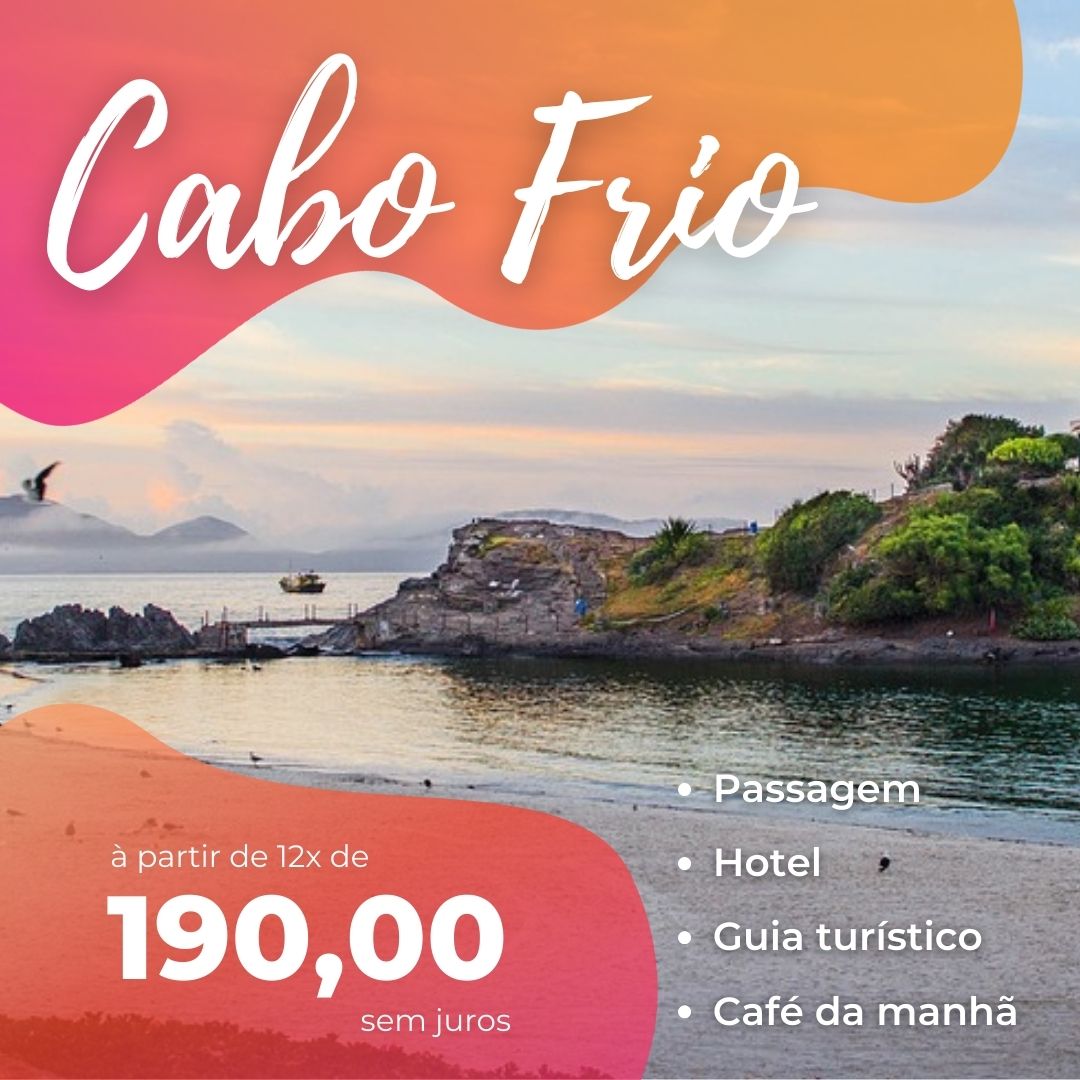 Cabo Frio
à partir de 12x de
190,00
sem juros
• Passagem
• Hotel
• Guia turístico
• Café da manhã